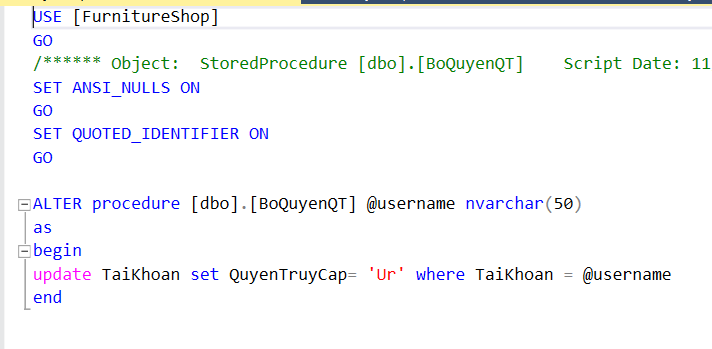 USE [FurnitureShop]
GO
/****** Object:  StoredProcedure [dbo].[BoQuyenQT]    Script Date: 11
SET ANSI_NULLS ON
GO
SET QUOTED_IDENTIFIER ON
GO
ALTER procedure [dbo].[BoQuyenQT] @username nvarchar(50)
as
begin
update TaiKhoan set QuyenTruyCap= 'Ur' where TaiKhoan = @username
end